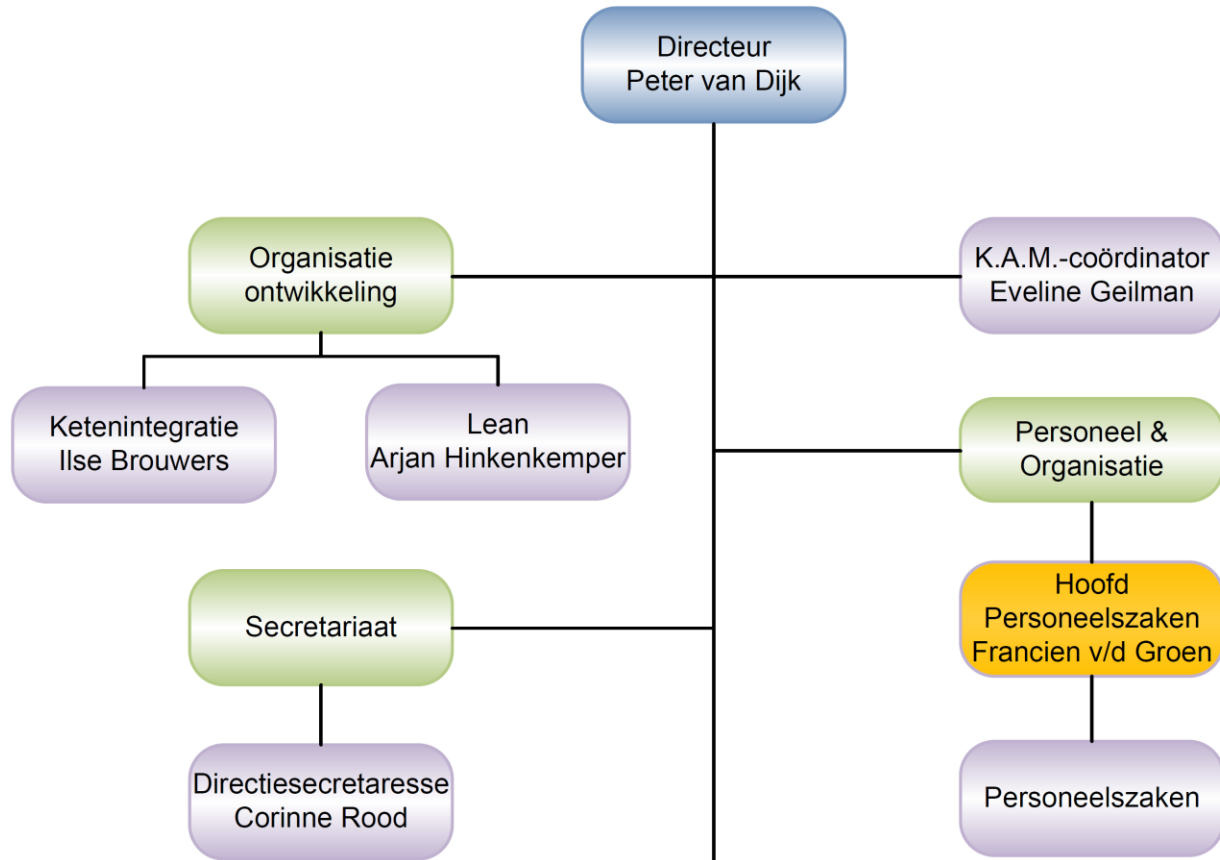 Directeur
Peter van Dijk
Organisatie
ontwikkeling
K.A.M.-coördinator
Eveline Geilman
Ketenintegratie
Ilse Brouwers
Lean
Arjan Hinkenkemper
Personeel &
Organisatie
Hoofd
Personeelszaken
Francien v/d Groen
Secretariaat
Directiesecretaresse
Corinne Rood
Personeelszaken